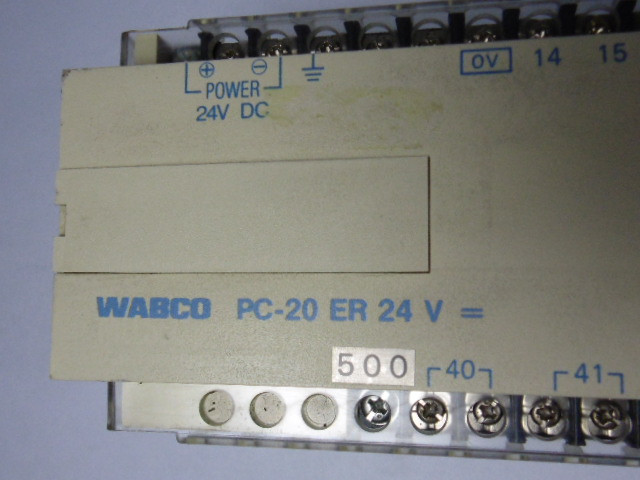 + −
POWER
24V DC
0V 14 15
WABCO PC-20 ER 24 V =
500
40 41